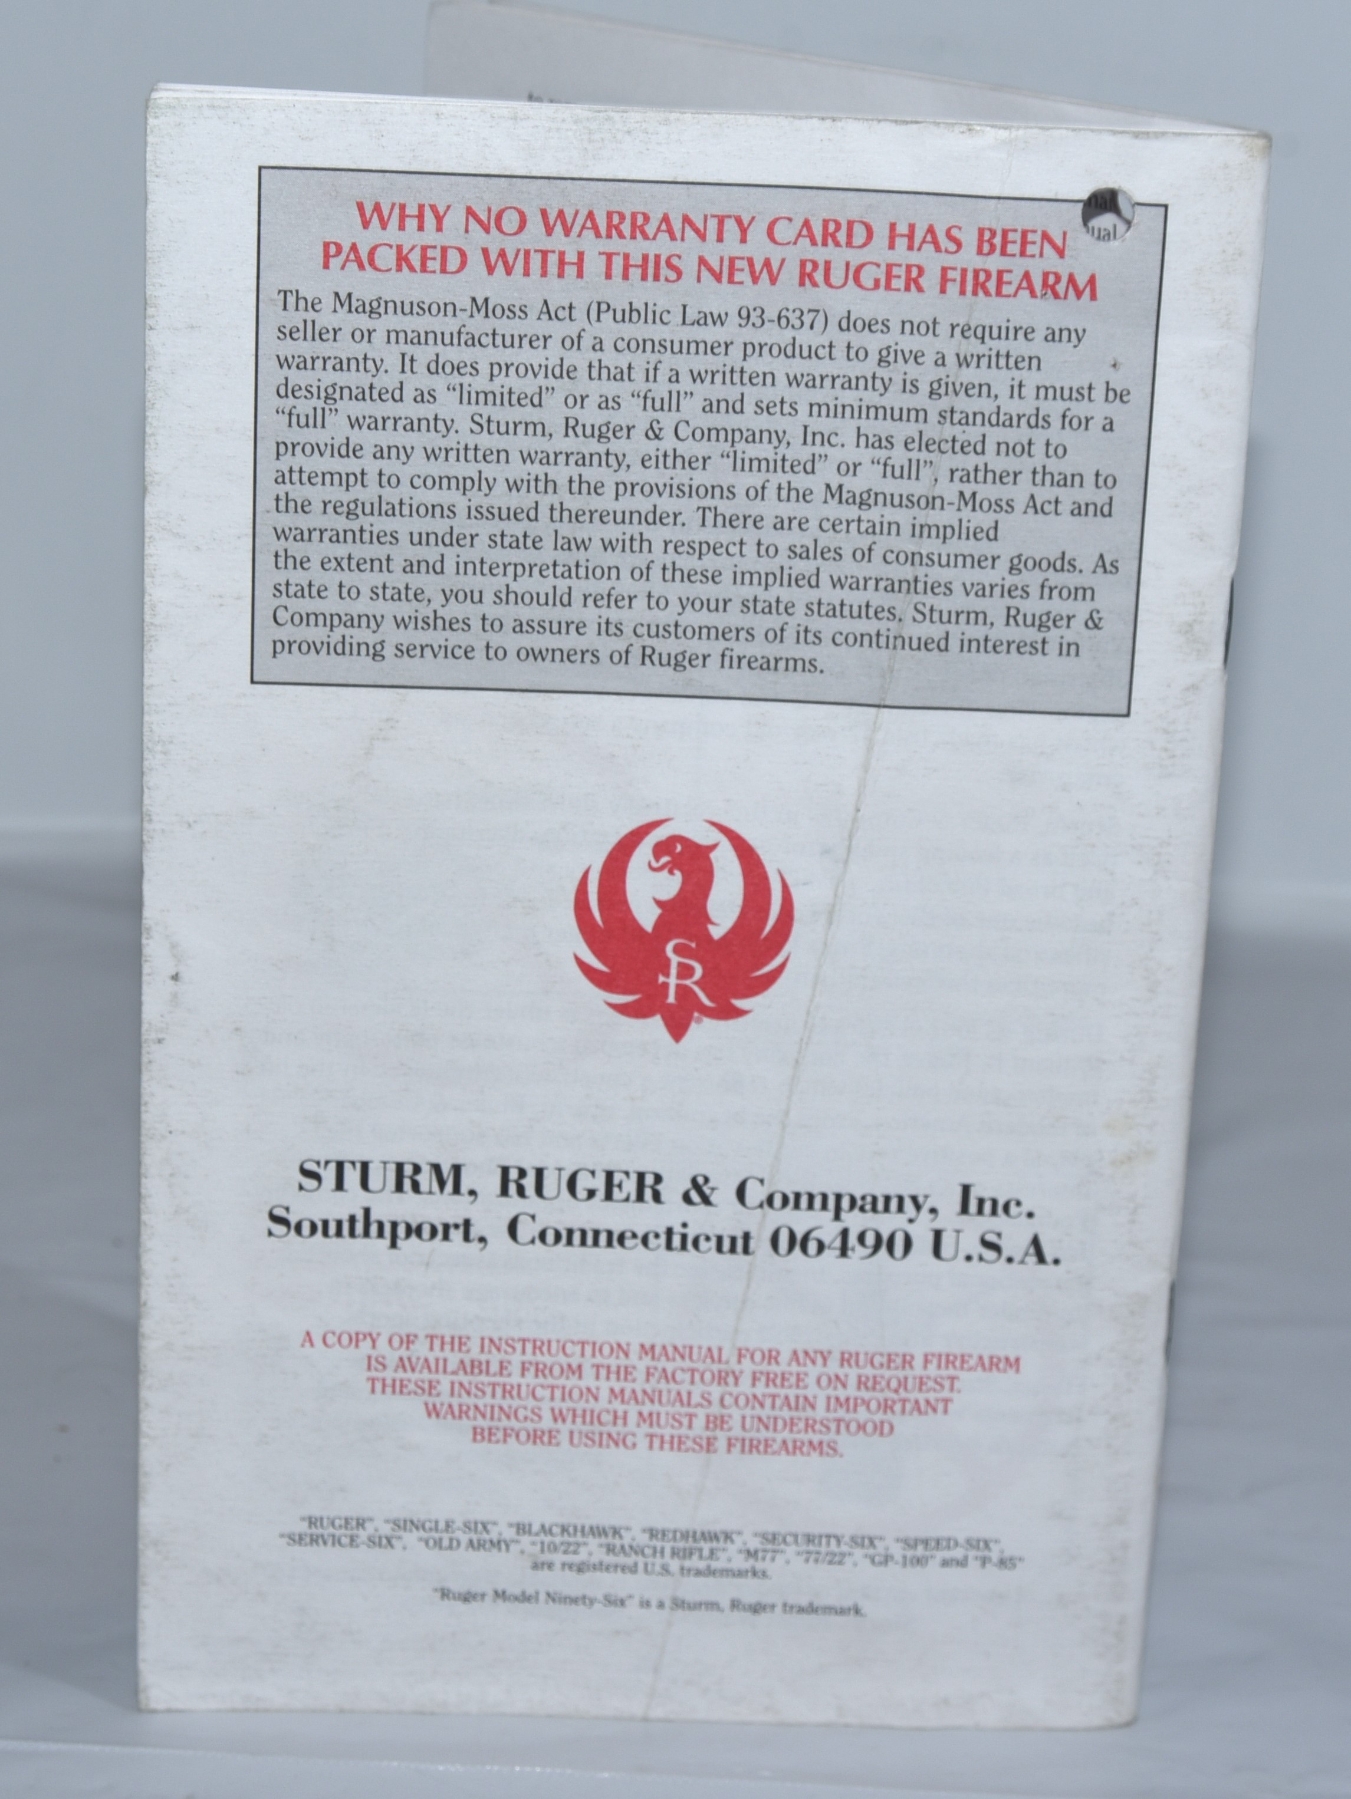 WHY NO WARRANTY CARD HAS BEEN
PACKED WITH THIS NEW RUGER FIREARM
The Magnuson-Moss Act (Public Law 93-637) does not require any
seller or manufacturer of a consumer product to give a written
warranty. It does provide that if a written warranty is given, it must be
designated as “limited” or as “full” and sets minimum standards for a
“full” warranty. Sturm, Ruger & Company, Inc. has elected not to
provide any written warranty, either “limited” or “full”, rather than to
attempt to comply with the provisions of the Magnuson-Moss Act and
the regulations issued thereunder. There are certain implied
warranties under state law with respect to sales of consumer goods. As
the extent and interpretation of these implied warranties varies from
state to state, you should refer to your state statutes. Sturm, Ruger &
Company wishes to assure its customers of its continued interest in
providing service to owners of Ruger firearms.
SR
STURM, RUGER & Company, Inc.
Southport, Connecticut 06490 U.S.A.
A COPY OF THE INSTRUCTION MANUAL FOR ANY RUGER FIREARM
IS AVAILABLE FROM THE FACTORY FREE ON REQUEST.
THESE INSTRUCTION MANUALS CONTAIN IMPORTANT
WARNINGS WHICH MUST BE UNDERSTOOD
BEFORE USING THESE FIREARMS.
“RUGER”, “SINGLE-SIX”, “BLACKHAWK”, “REDHAWK”, “SECURITY-SIX”, “SPEED-SIX”,
“SERVICE-SIX”, “OLD ARMY”, “10/22”, “RANCH RIFLE”, “M77”, “77/22”, “GP-100” and “P-85”
are registered U.S. trademarks.
“Ruger Model Ninety-Six” is a Sturm, Ruger trademark.